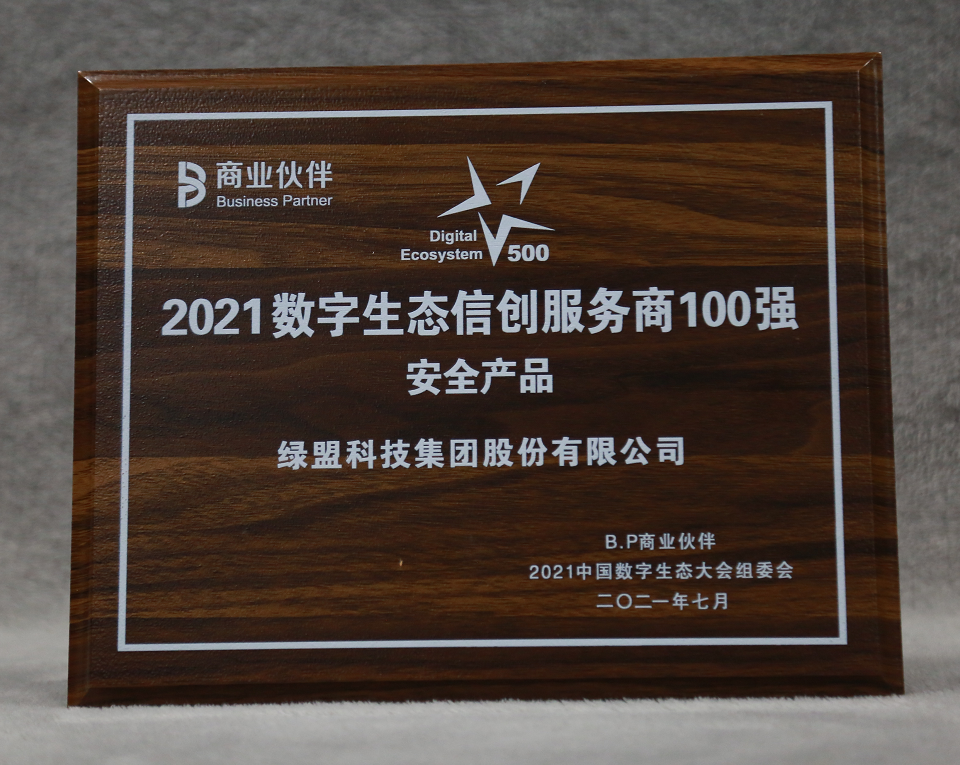 商业伙伴
Business Partner
Digital
Ecosystem 500
2021数字生态信创服务商100强
安全产品
绿盟科技集团股份有限公司
B.P商业伙伴
2021中国数字生态大会组委会
二〇二一年七月